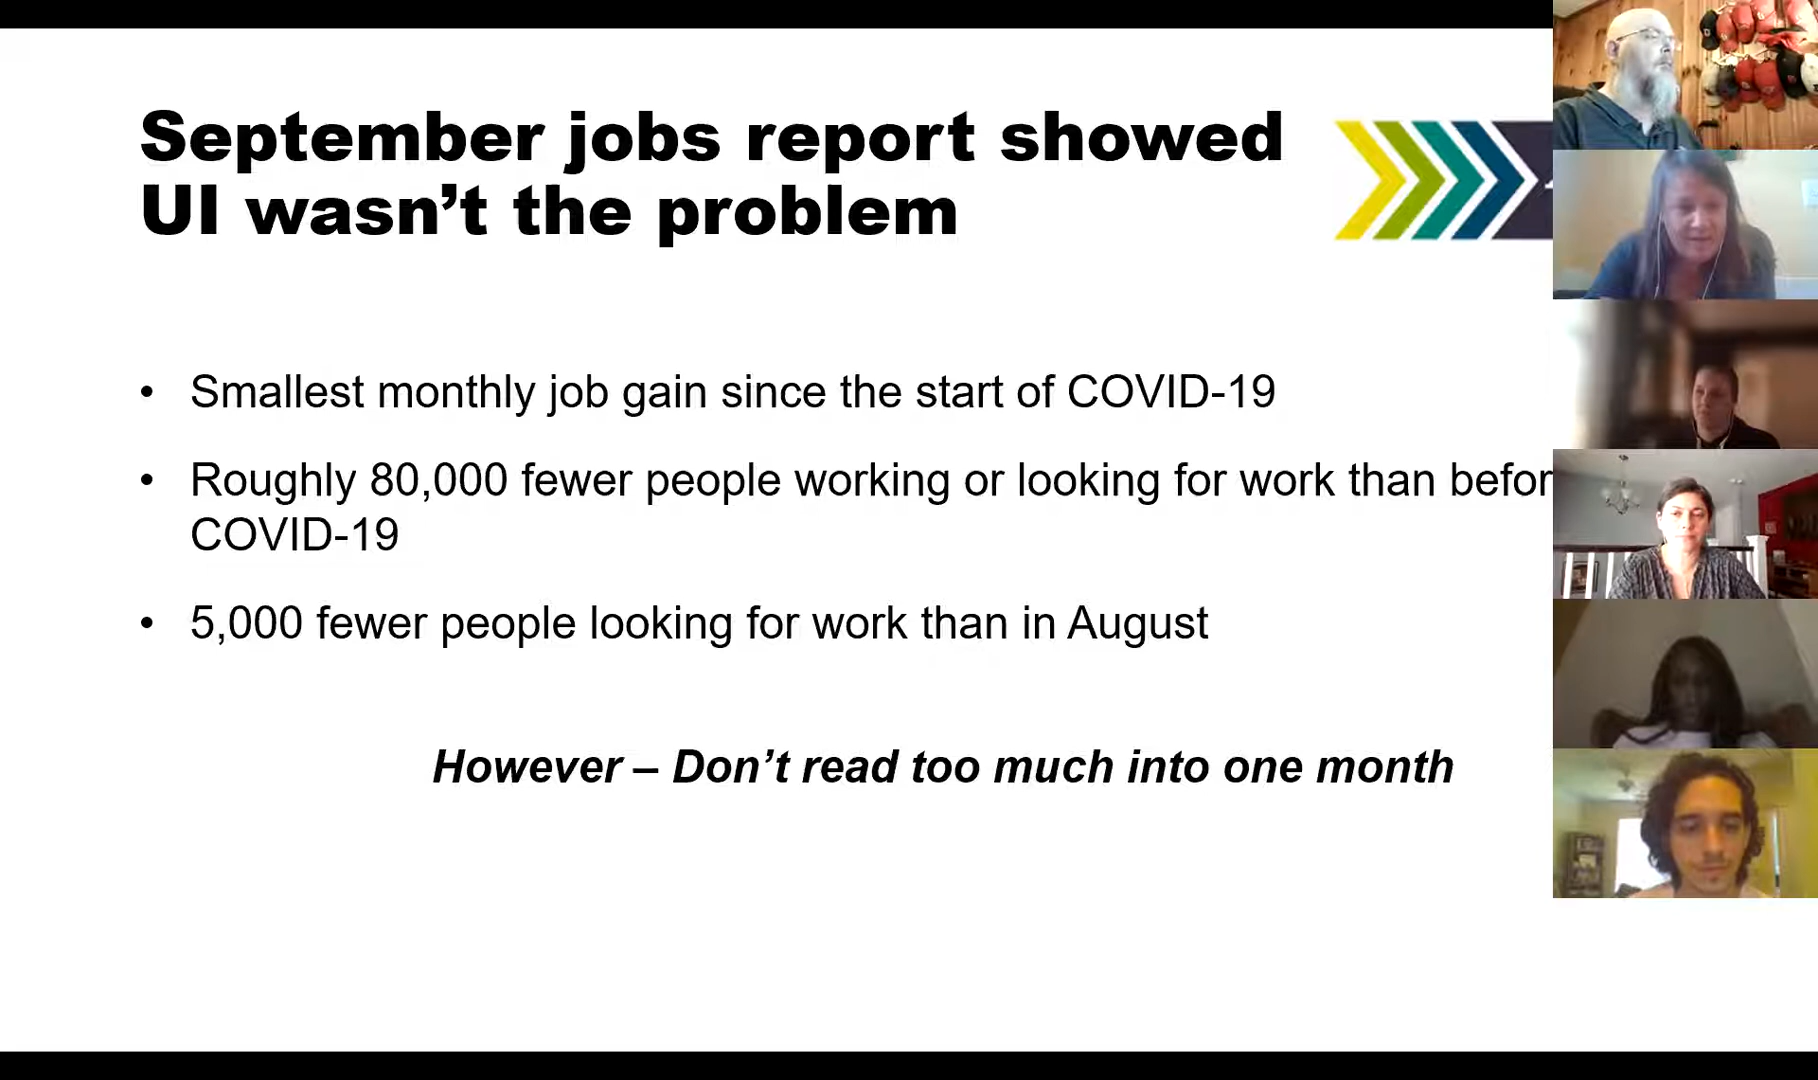 September jobs report showed
UI wasn’t the problem
• Smallest monthly job gain since the start of COVID-19
• Roughly 80,000 fewer people working or looking for work than befor
COVID-19
• 5,000 fewer people looking for work than in August
However – Don’t read too much into one month